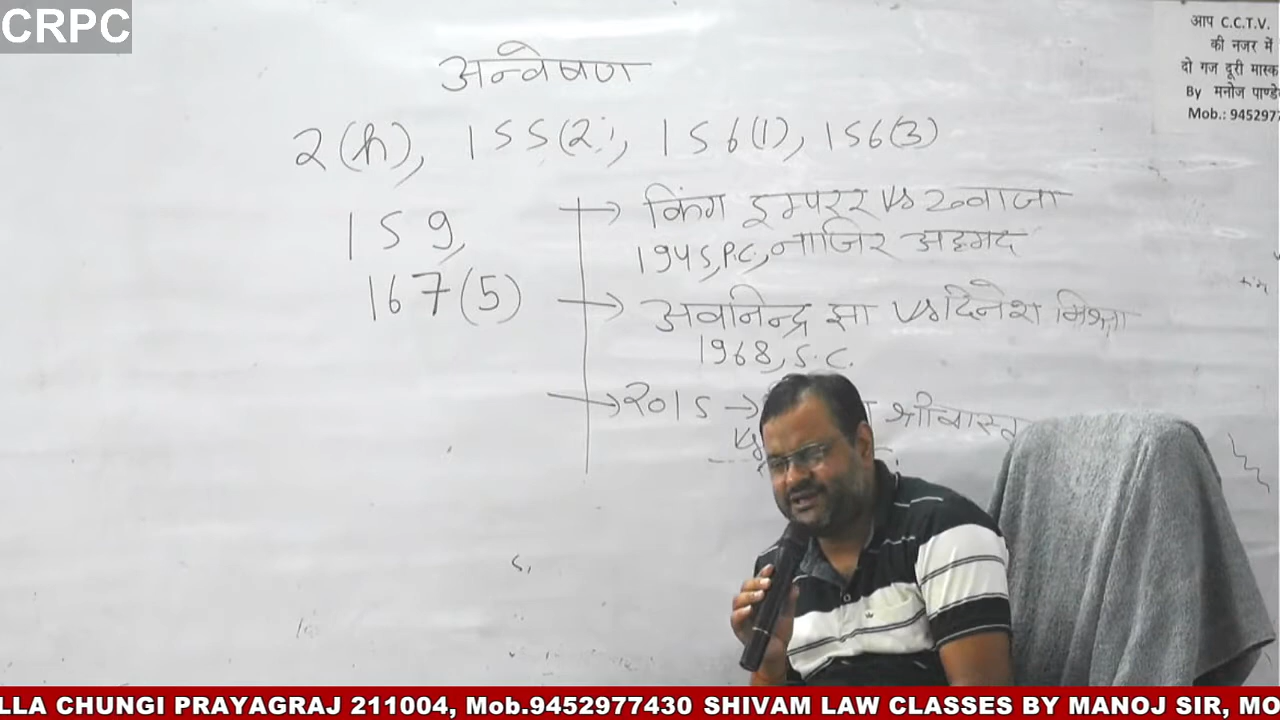 CRPC
आप C.C.T.V.
की नजर में
दो गज दूरी मास्क
By मनोज पाण्डे
Mob.: 9452977
अन्वेषण
2(h), 155(2), 156(1), 156(3)
159,
167(5)
→ किंग इम्परर VS ख्वाजा
1945, P.C., नाजिर अहमद
→ अवनिन्द्र झा VS दिनेश मिश्रा
1968, S.C.
→ 2015 → श्रीवास्त
VS
LLA CHUNGI PRAYAGRAJ 211004, Mob.9452977430 SHIVAM LAW CLASSES BY MANOJ SIR, MO